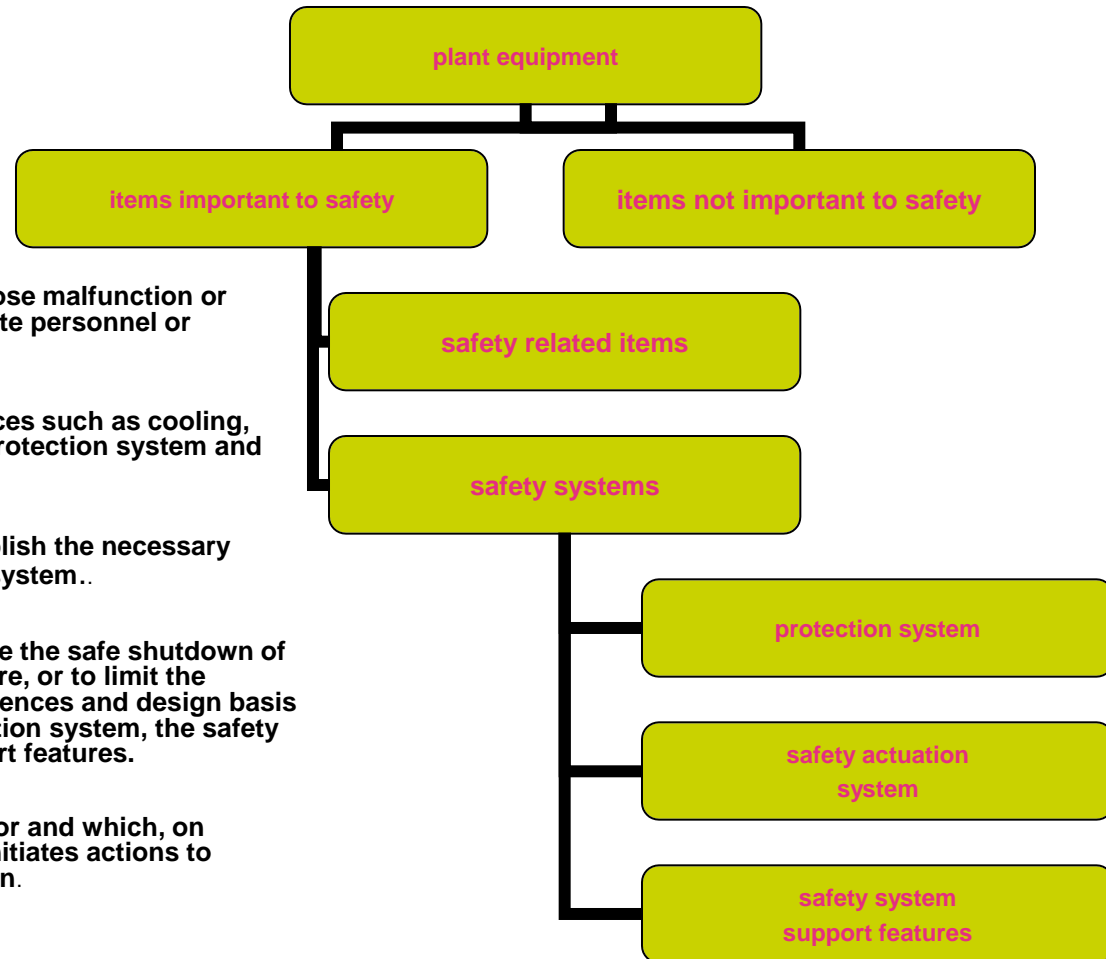 plant equipment
items important to safety
items not important to safety
ose malfunction or
te personnel or
safety related items
ces such as cooling,
rotection system and
safety systems
lish the necessary
system..
e the safe shutdown of
re, or to limit the
ences and design basis
tion system, the safety
rt features.
or and which, on
nitiates actions to
n.
protection system
safety actuation
system
safety system
support features